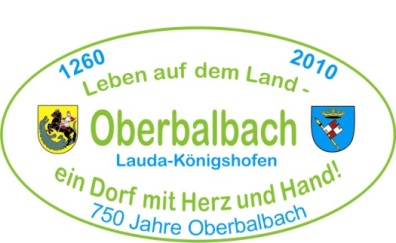 1260 2010
Leben auf dem Land -
Oberbalbach
Lauda-Königshofen
ein Dorf mit Herz und Hand!
750 Jahre Oberbalbach